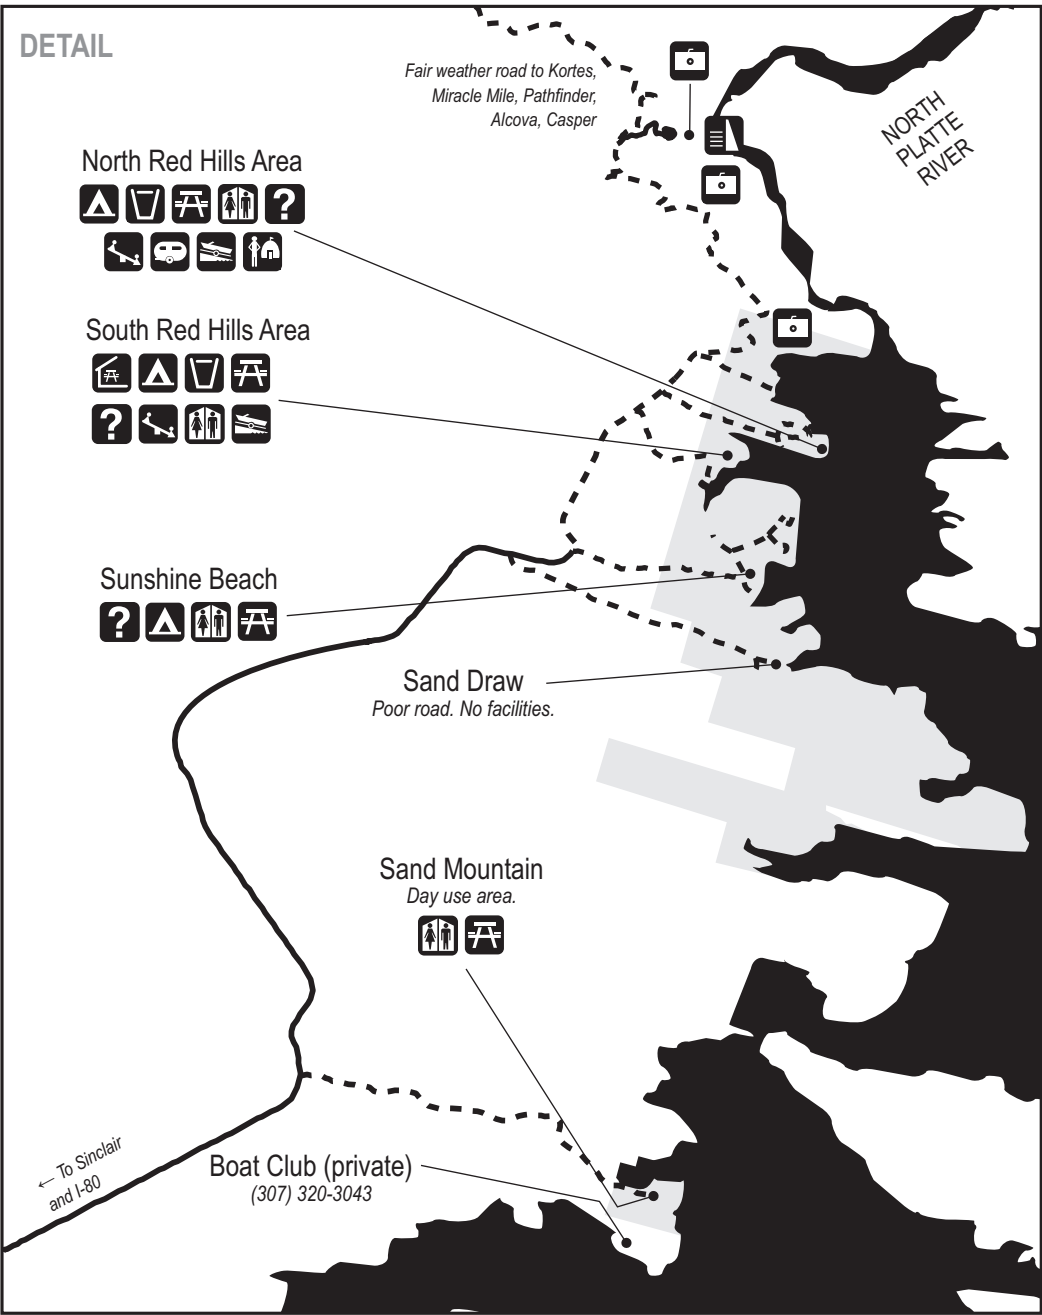 DETAIL
Fair weather road to Kortes,
Miracle Mile, Pathfinder,
Alcova, Casper
NORTH
PLATTE
RIVER
North Red Hills Area
?
South Red Hills Area
?
Sunshine Beach
?
Sand Draw
Poor road. No facilities.
Sand Mountain
Day use area.
← To Sinclair
and I-80
Boat Club (private)
(307) 320-3043